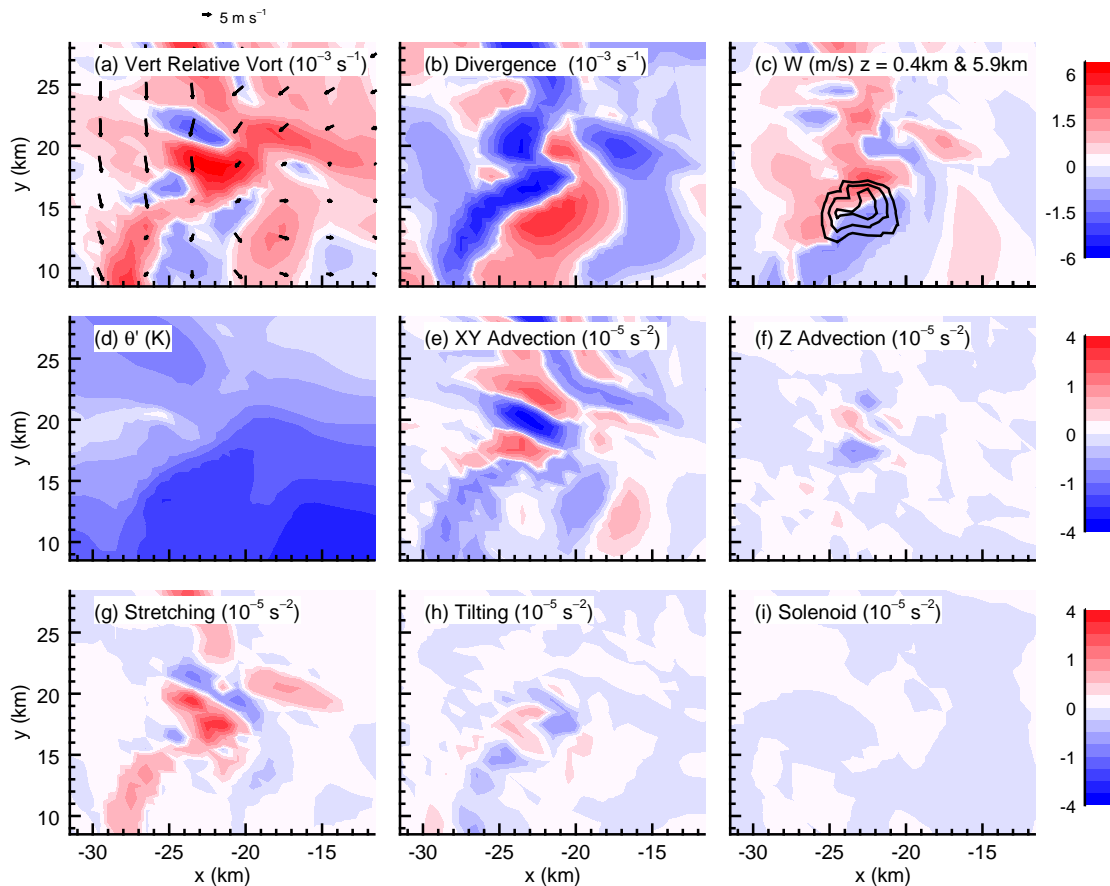 5 m s⁻¹
(a) Vert Relative Vort (10⁻³ s⁻¹)
(b) Divergence (10⁻³ s⁻¹)
(c) W (m/s) z = 0.4km & 5.9km
25
20
15
10
y (km)
6
1.5
0
-1.5
-6
(d) θ' (K)
(e) XY Advection (10⁻⁵ s⁻²)
(f) Z Advection (10⁻⁵ s⁻²)
25
20
15
10
y (km)
4
1
0
-1
-4
(g) Stretching (10⁻⁵ s⁻²)
(h) Tilting (10⁻⁵ s⁻²)
(i) Solenoid (10⁻⁵ s⁻²)
25
20
15
10
y (km)
4
1
0
-1
-4
-30 -25 -20 -15
-30 -25 -20 -15
-30 -25 -20 -15
x (km)
x (km)
x (km)